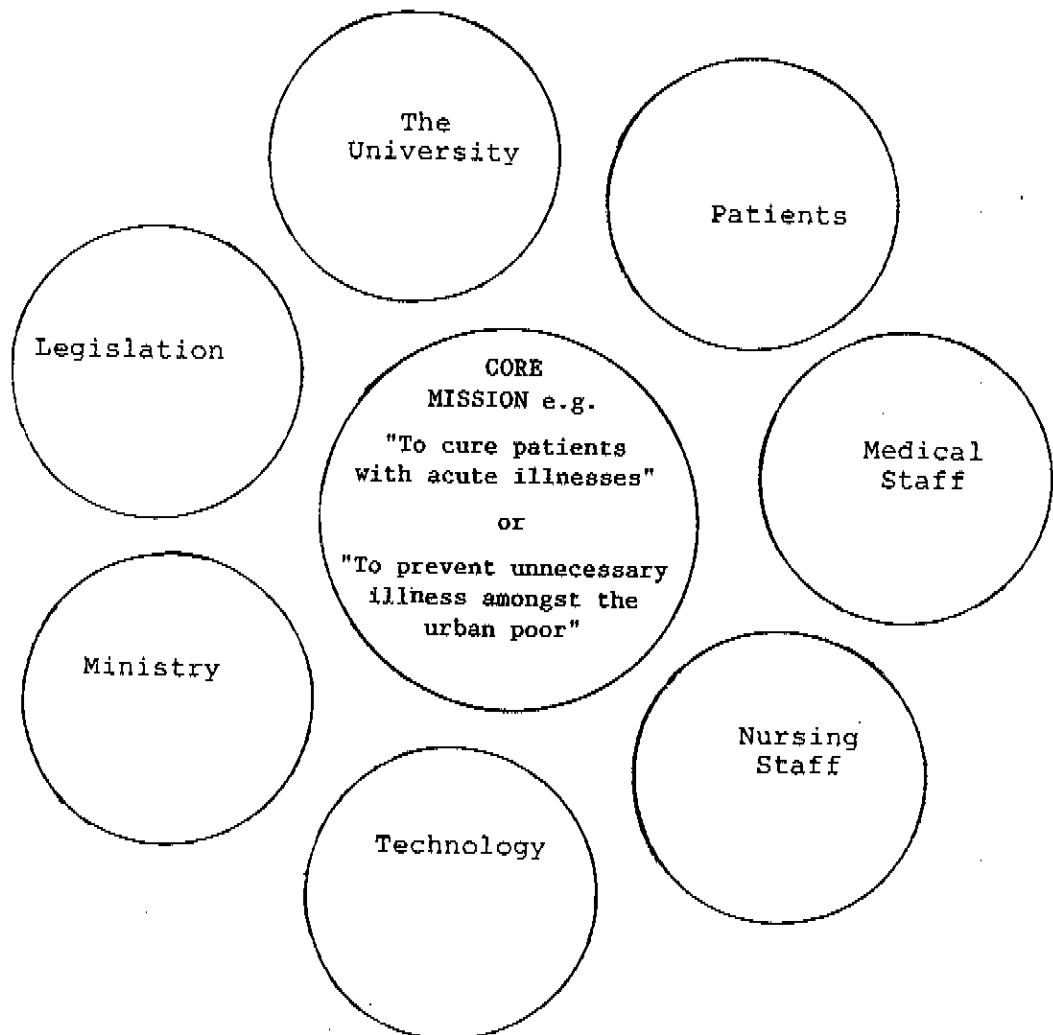 The
University
Patients
Legislation
CORE
MISSION e.g.
"To cure patients
with acute illnesses"
or
"To prevent unnecessary
illness amongst the
urban poor"
Medical
Staff
Ministry
Nursing
Staff
Technology